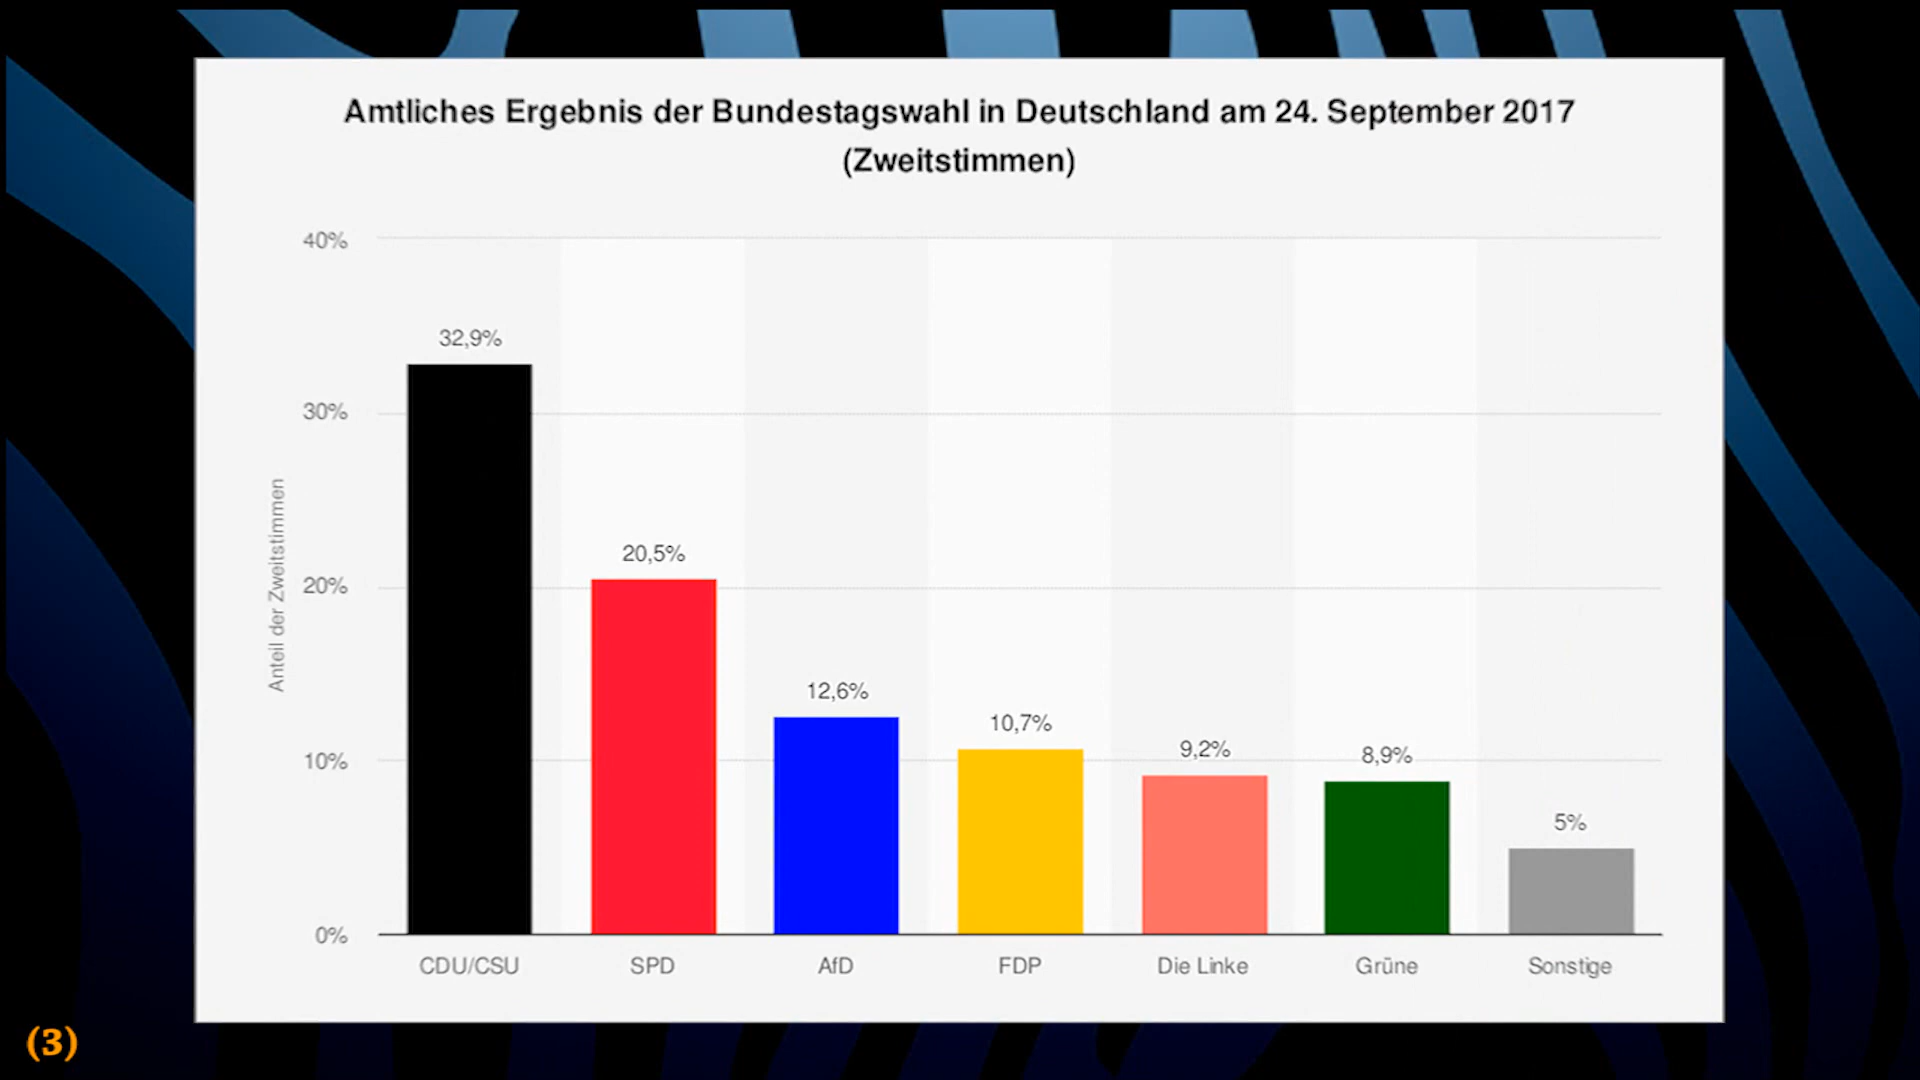 Amtliches Ergebnis der Bundestagswahl in Deutschland am 24. September 2017
(Zweitstimmen)
Anteil der Zweitstimmen
40%
30%
20%
10%
0%
32,9%
20,5%
12,6%
10,7%
9,2%
8,9%
5%
CDU/CSU
SPD
AfD
FDP
Die Linke
Grüne
Sonstige
(3)